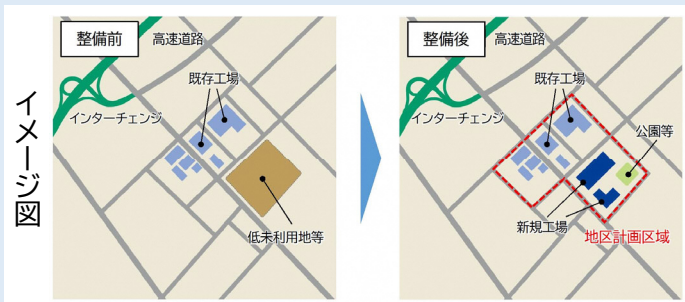 イメージ図
整備前
高速道路
既存工場
インターチェンジ
低未利用地等
整備後
高速道路
既存工場
インターチェンジ
公園等
新規工場
地区計画区域